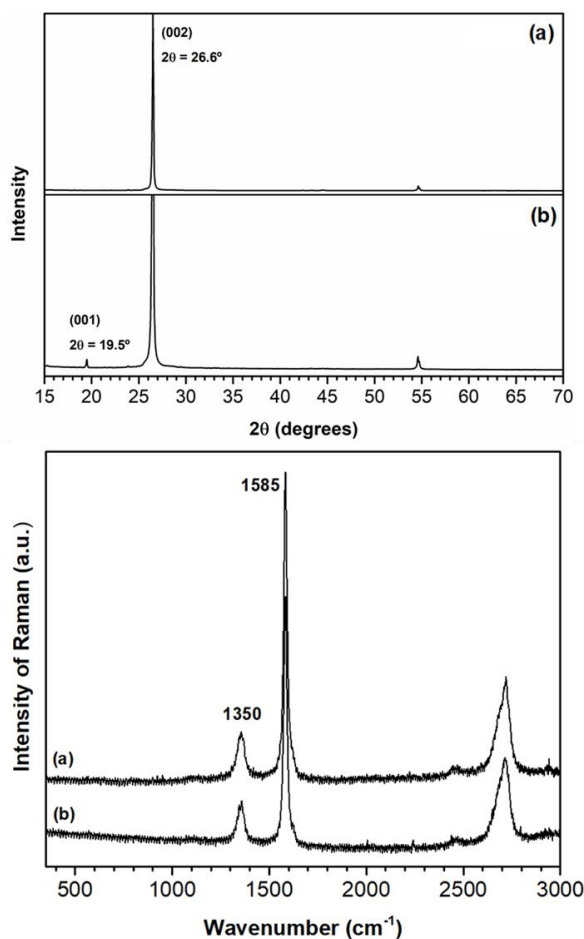 (a)
(002)
2θ = 26.6º
Intensity
(b)
(001)
2θ = 19.5º
15 20 25 30 35 40 45 50 55 60 65 70
2θ (degrees)
1585
Intensity of Raman (a.u.)
1350
(a)
(b)
500 1000 1500 2000 2500 3000
Wavenumber (cm⁻¹)